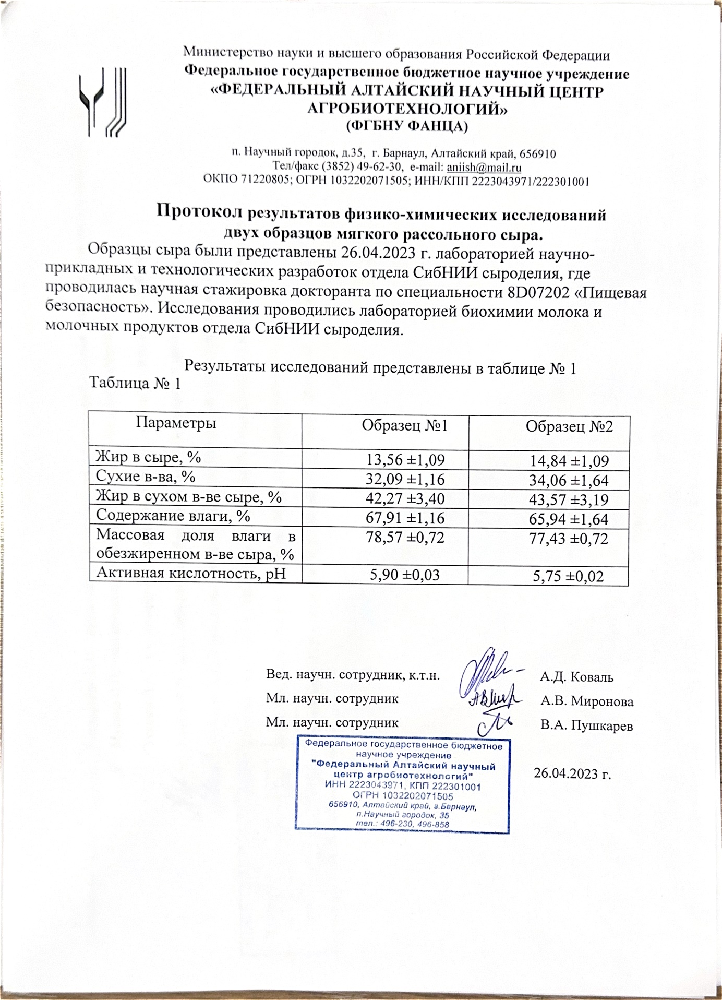 Министерство науки и высшего образования Российской Федерации
Федеральное государственное бюджетное научное учреждение
«ФЕДЕРАЛЬНЫЙ АЛТАЙСКИЙ НАУЧНЫЙ ЦЕНТР
АГРОБИОТЕХНОЛОГИЙ»
(ФГБНУ ФАНЦА)
п. Научный городок, д.35, г. Барнаул, Алтайский край, 656910
Тел/факс (3852) 49-62-30, e-mail: aniish@mail.ru
ОКПО 71220805; ОГРН 1032202071505; ИНН/КПП 2223043971/222301001
Протокол результатов физико-химических исследований
двух образцов мягкого рассольного сыра.
Образцы сыра были представлены 26.04.2023 г. лабораторией научно-
прикладных и технологических разработок отдела СибНИИ сыроделия, где
проводилась научная стажировка докторанта по специальности 8D07202 «Пищевая
безопасность». Исследования проводились лабораторией биохимии молока и
молочных продуктов отдела СибНИИ сыроделия.
Результаты исследований представлены в таблице № 1
Таблица № 1
Параметры Образец №1 Образец №2
Жир в сыре, % 13,56 ±1,09 14,84 ±1,09
Сухие в-ва, % 32,09 ±1,16 34,06 ±1,64
Жир в сухом в-ве сыре, % 42,27 ±3,40 43,57 ±3,19
Содержание влаги, % 67,91 ±1,16 65,94 ±1,64
Массовая доля влаги в 78,57 ±0,72 77,43 ±0,72
обезжиренном в-ве сыра, %
Активная кислотность, рН 5,90 ±0,03 5,75 ±0,02
Вед. научн. сотрудник, к.т.н. А.Д. Коваль
Мл. научн. сотрудник А.В. Миронова
Мл. научн. сотрудник В.А. Пушкарев
Федеральное государственное бюджетное
научное учреждение
"Федеральный Алтайский научный
центр агробиотехнологий"
ИНН 2223043971, КПП 222301001
ОГРН 1032202071505
656910, Алтайский край, г.Барнаул,
п.Научный городок, 35
тел.: 496-230, 496-858
26.04.2023 г.